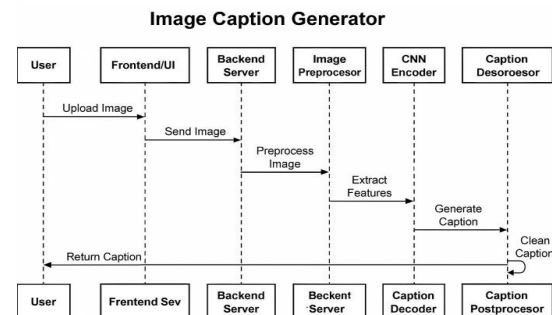 Image Caption Generator
User
Frontend/UI
Backend
Server
Image
Preprocesor
CNN
Encoder
Caption
Desoroesor
Upload Image
Send Image
Preprocess
Image
Extract
Features
Generate
Caption
Clean
Caption
Return Caption
User
Frontend Sev
Backend
Server
Beckent
-Server
Caption
Decoder
Caption
Postprocesor